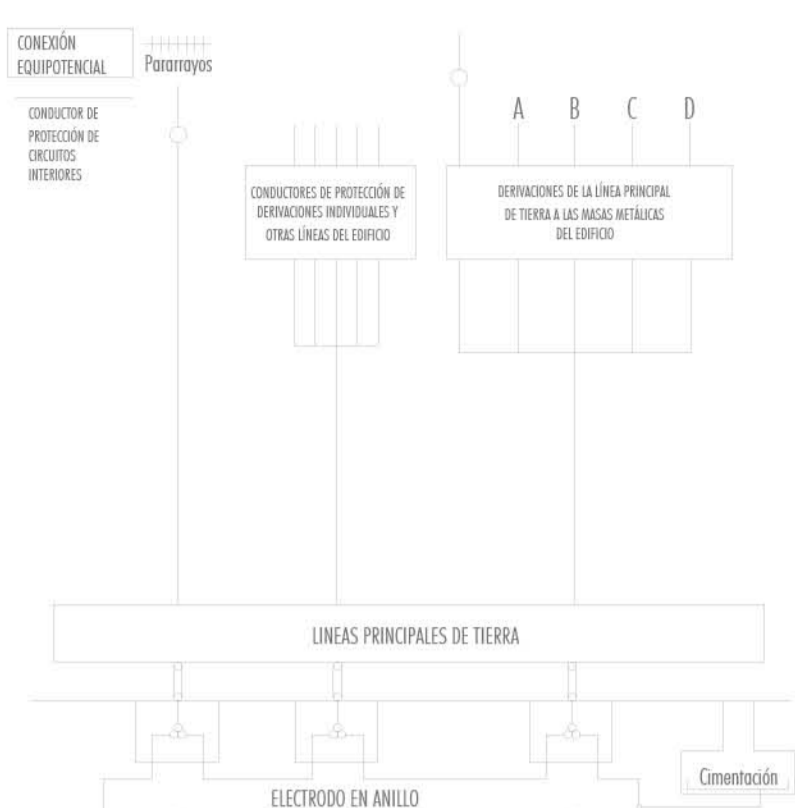 CONEXIÓN
EQUIPOTENCIAL
Pararrayos
CONDUCTOR DE
PROTECCIÓN DE
CIRCUITOS
INTERIORES
A B C D
CONDUCTORES DE PROTECCIÓN DE
DERIVACIONES INDIVIDUALES Y
OTRAS LÍNEAS DEL EDIFICIO
DERIVACIONES DE LA LÍNEA PRINCIPAL
DE TIERRA A LAS MASAS METÁLICAS
DEL EDIFICIO
LINEAS PRINCIPALES DE TIERRA
Cimentación
ELECTRODO EN ANILLO